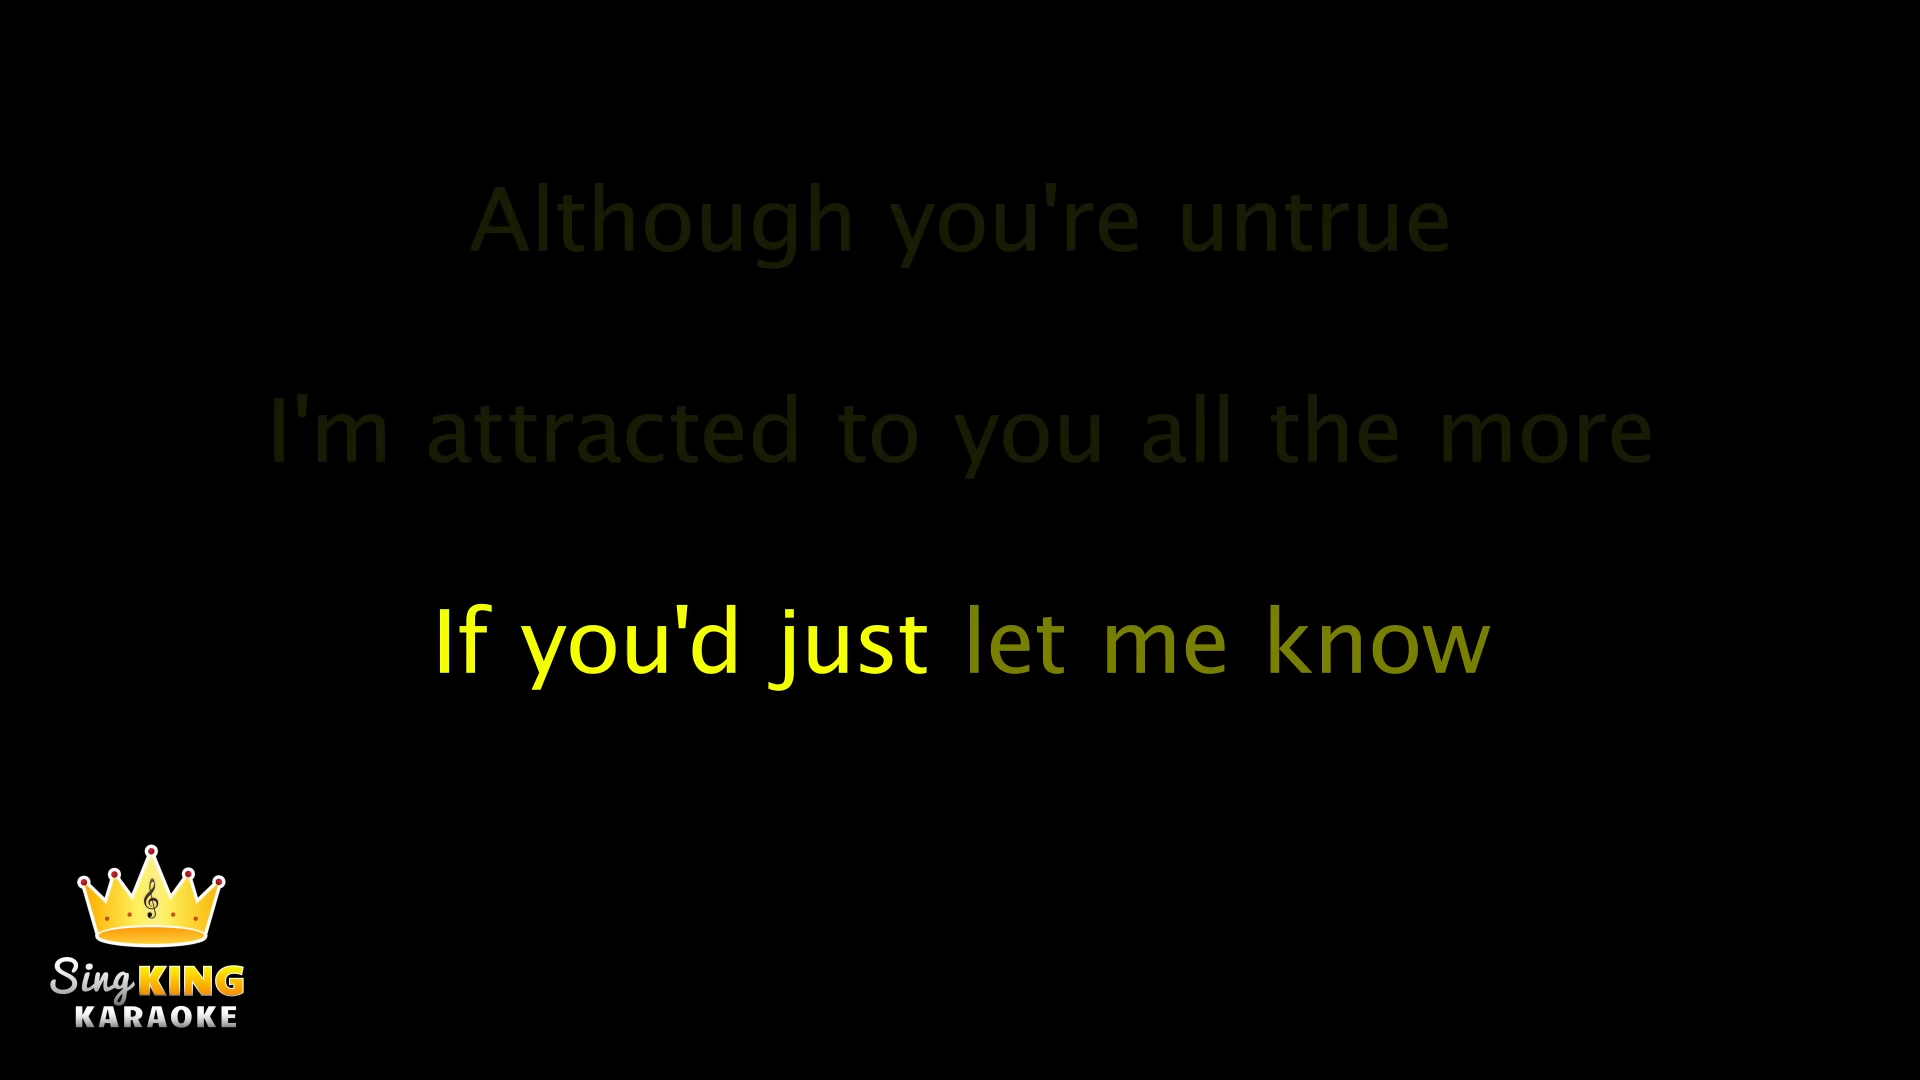 Although you're untrue
I'm attracted to you all the more
If you'd just let me know
Sing KING
KARAOKE